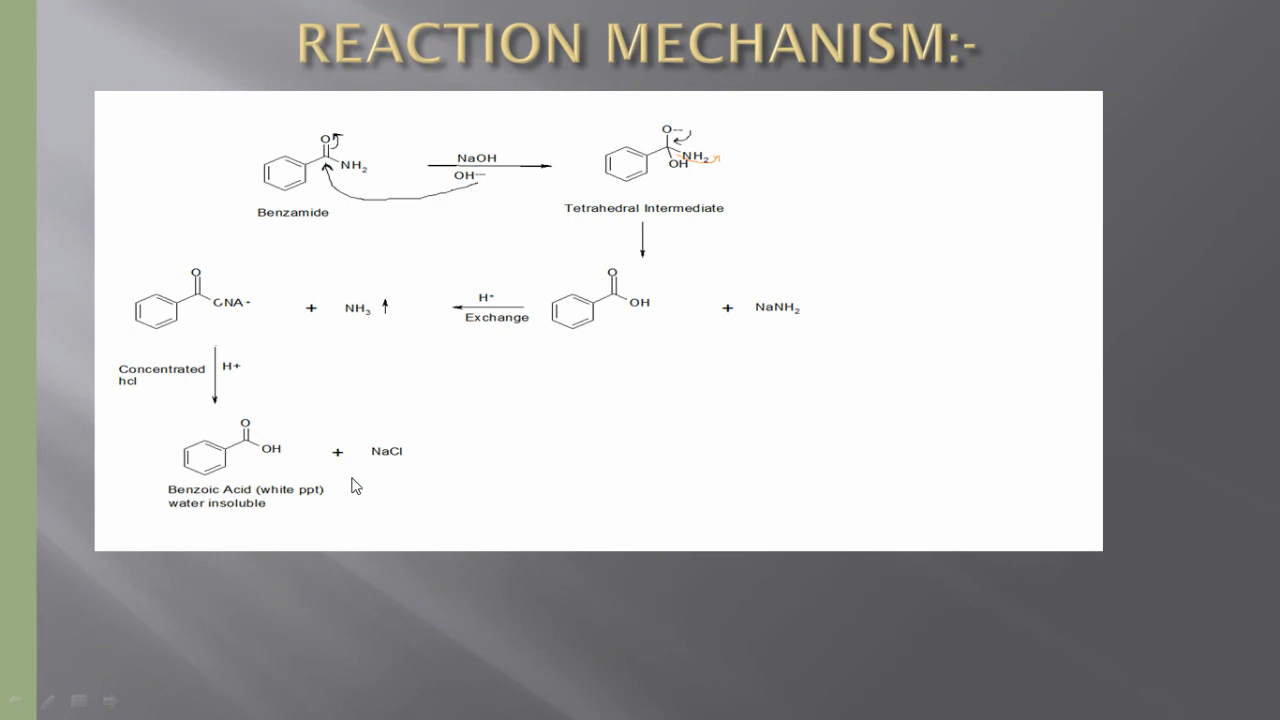 REACTION MECHANISM:-
O
NH2
Benzamide
NaOH
OH--
O--
NH2
OH
Tetrahedral Intermediate
O
CNA+
+
NH3
H+
Exchange
O
OH
+
NaNH2
Concentrated
hcl
H+
O
OH
+
NaCl
Benzoic Acid (white ppt)
water insoluble